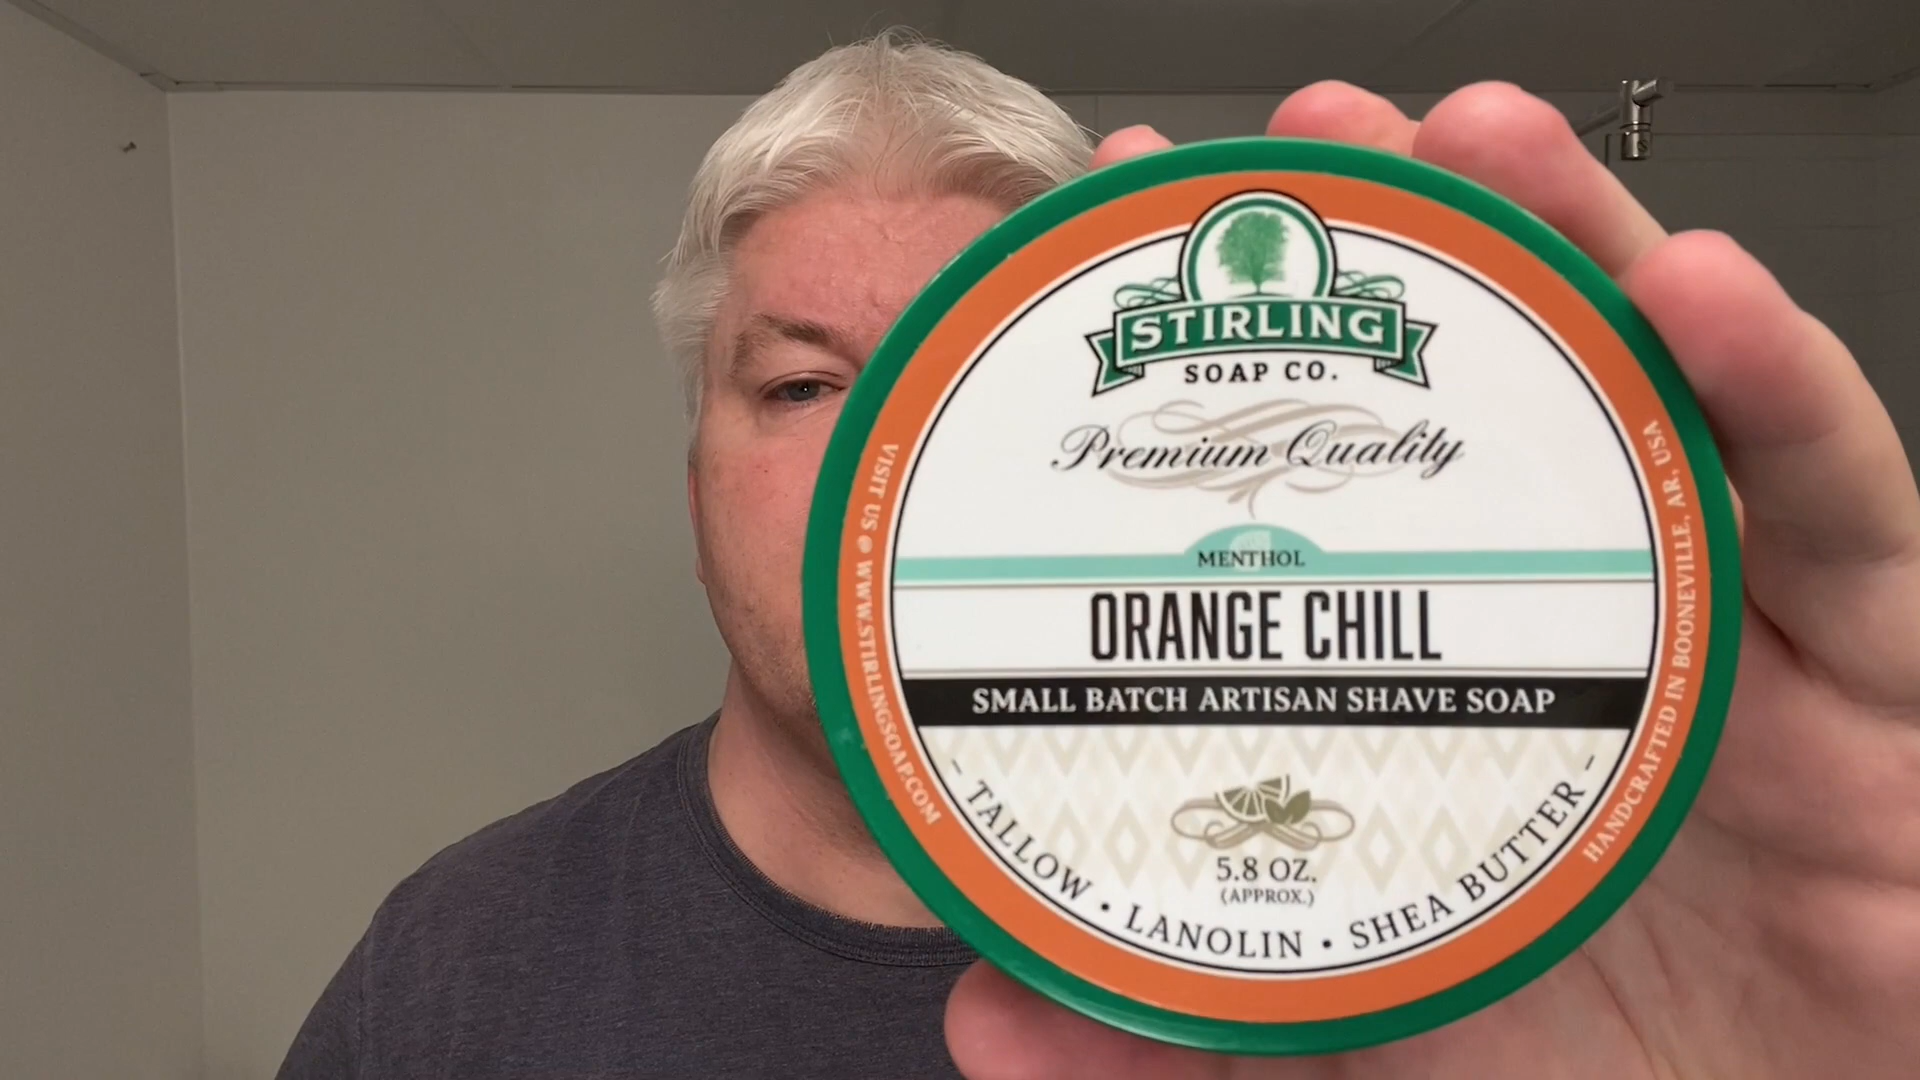 STIRLING
SOAP CO.
Premium Quality
MENTHOL
ORANGE CHILL
SMALL BATCH ARTISAN SHAVE SOAP
5.8 OZ.
(APPROX.)
- TALLOW • LANOLIN • SHEA BUTTER -
VISIT US @ WWW.STIRLINGSOAP.COM
HANDCRAFTED IN BOONEVILLE, AR, USA